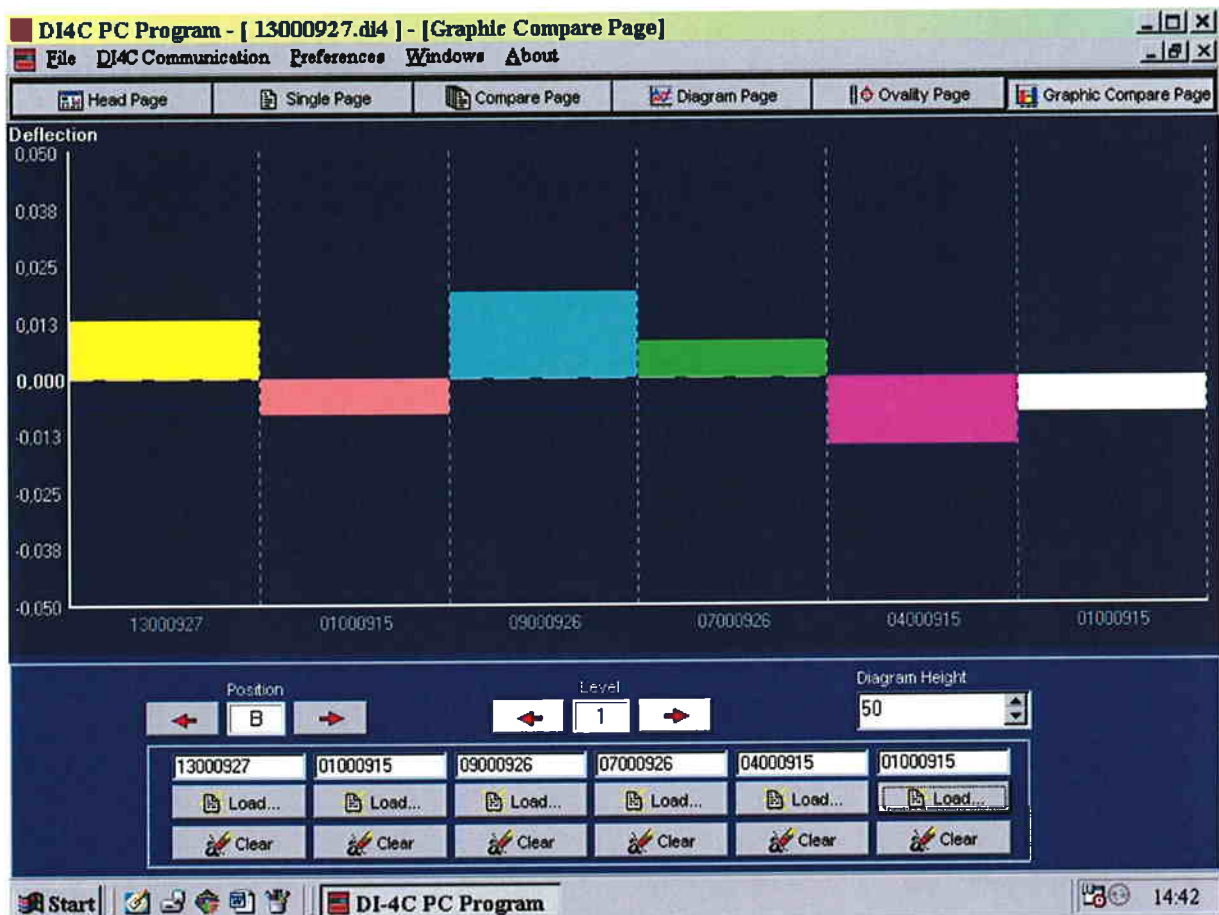 DI4C PC Program - [ 13000927.di4 ] - [Graphic Compare Page]
File DI4C Communication Preferences Windows About
Head Page Single Page Compare Page Diagram Page Ovality Page Graphic Compare Page
Deflection
0,050
0,038
0,025
0,013
0,000
-0,013
-0,025
-0,038
-0,050
13000927 01000915 09000926 07000926 04000915 01000915
Position Level Diagram Height
B 1 50
13000927 01000915 09000926 07000926 04000915 01000915
Load... Load... Load... Load... Load... Load...
Clear Clear Clear Clear Clear Clear
Start DI-4C PC Program 14:42